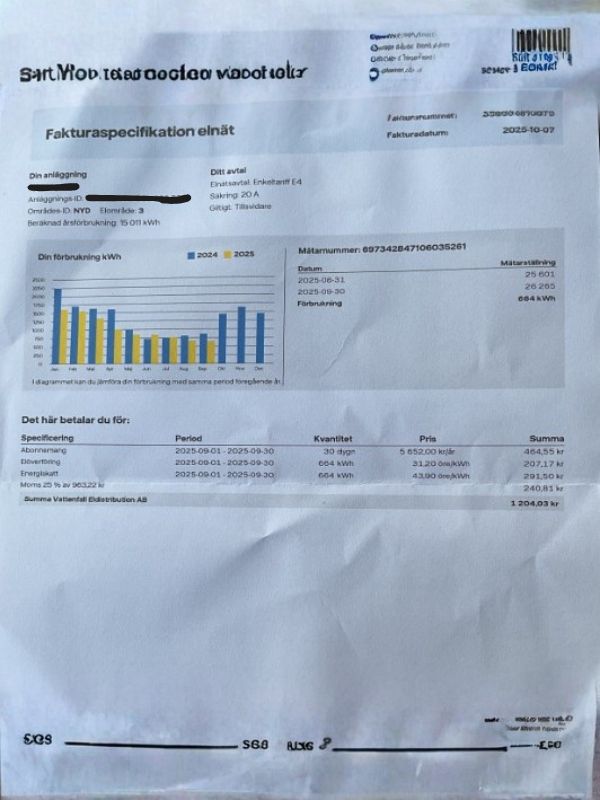 Fakturaspecifikation elnät
Fakturanummer:
Fakturadatum: 2025-10-07
Din anläggning
Anläggnings-ID:
Områdes-ID: NYD Elområde: 3
Beräknad årsförbrukning: 15 011 kWh
Ditt avtal
Elnätsavtal: Enkeltariff E4
Säkring: 20 A
Giltigt: Tillsvidare
Din förbrukning kWh
2024 2025
2500
2250
2000
1750
1500
1250
1000
750
500
250
0
Jan Feb Mar Apr Maj Jun Jul Aug Sep Okt Nov Dec
I diagrammet kan du jämföra din förbrukning med samma period föregående år.
Mätarnummer: 697342847106035261
Datum Mätarställning
2025-08-31 25 601
2025-09-30 26 265
Förbrukning 664 kWh
Det här betalar du för:
Specificering Period Kvantitet Pris Summa
Abonnemang 2025-09-01 - 2025-09-30 30 dygn 5 652,00 kr/år 464,55 kr
Elöverföring 2025-09-01 - 2025-09-30 664 kWh 31,20 öre/kWh 207,17 kr
Energiskatt 2025-09-01 - 2025-09-30 664 kWh 43,90 öre/kWh 291,50 kr
Moms 25 % av 963,22 kr 240,81 kr
Summa Vattenfall Eldistribution AB 1 204,03 kr